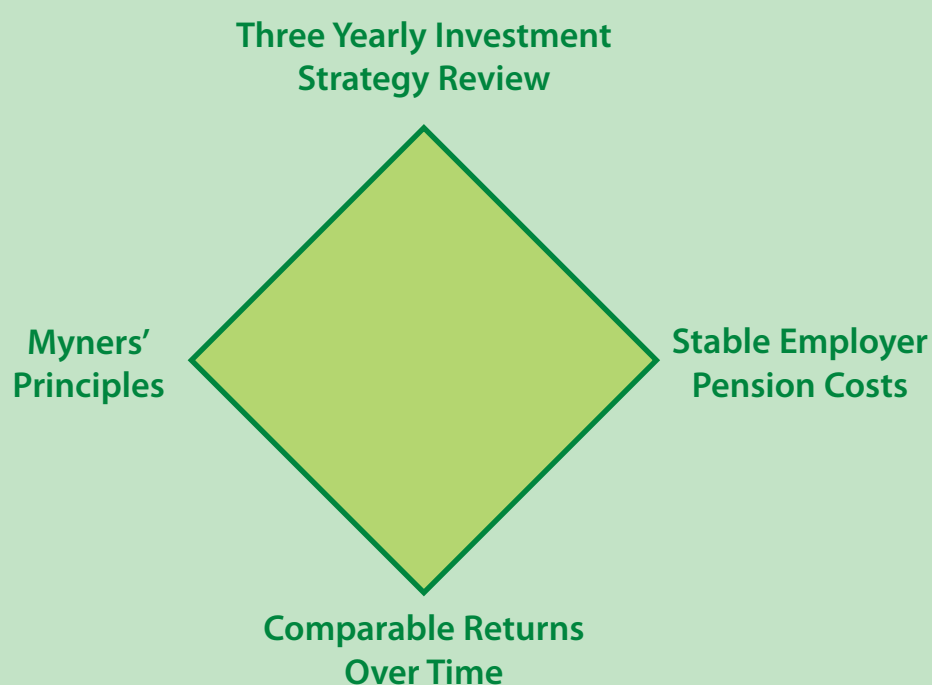 Three Yearly Investment
Strategy Review
Myners’
Principles
Stable Employer
Pension Costs
Comparable Returns
Over Time